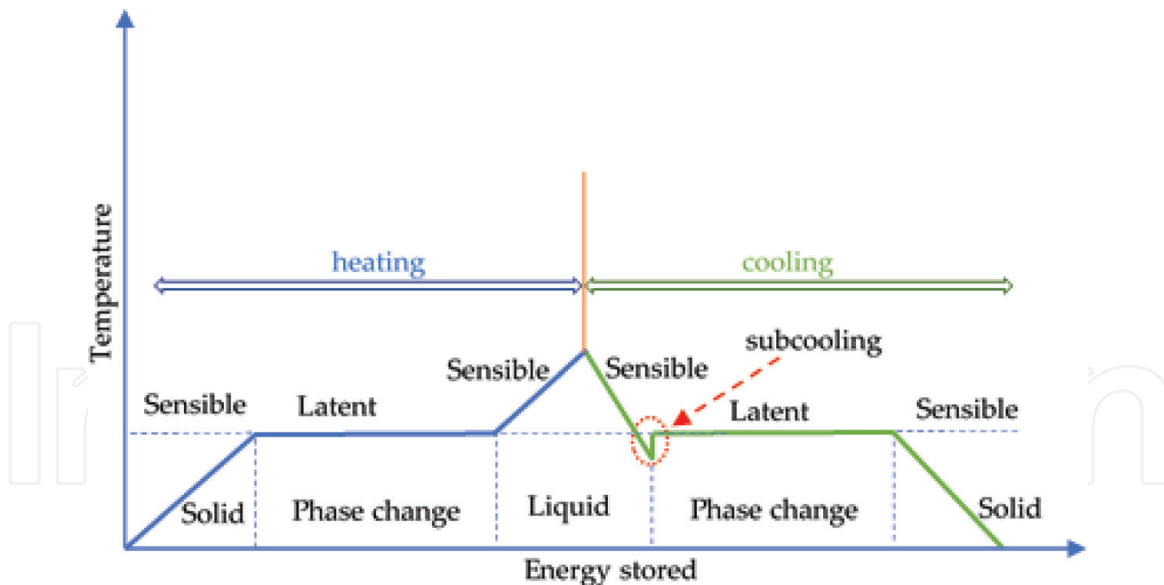 heating
cooling
subcooling
Sensible
Sensible
Sensible
Latent
Latent
Sensible
Solid
Phase change
Liquid
Phase change
Solid
Temperature
Energy stored